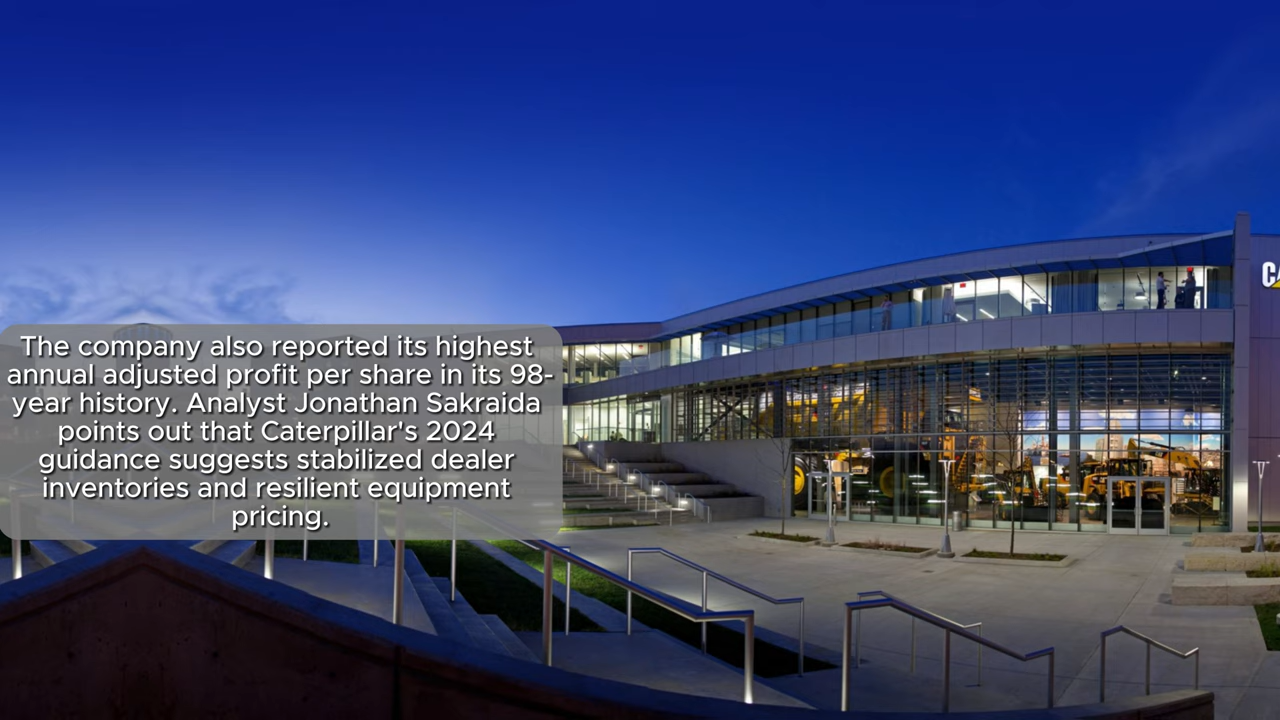 The company also reported its highest
annual adjusted profit per share in its 98-
year history. Analyst Jonathan Sakraida
points out that Caterpillar's 2024
guidance suggests stabilized dealer
inventories and resilient equipment
pricing.